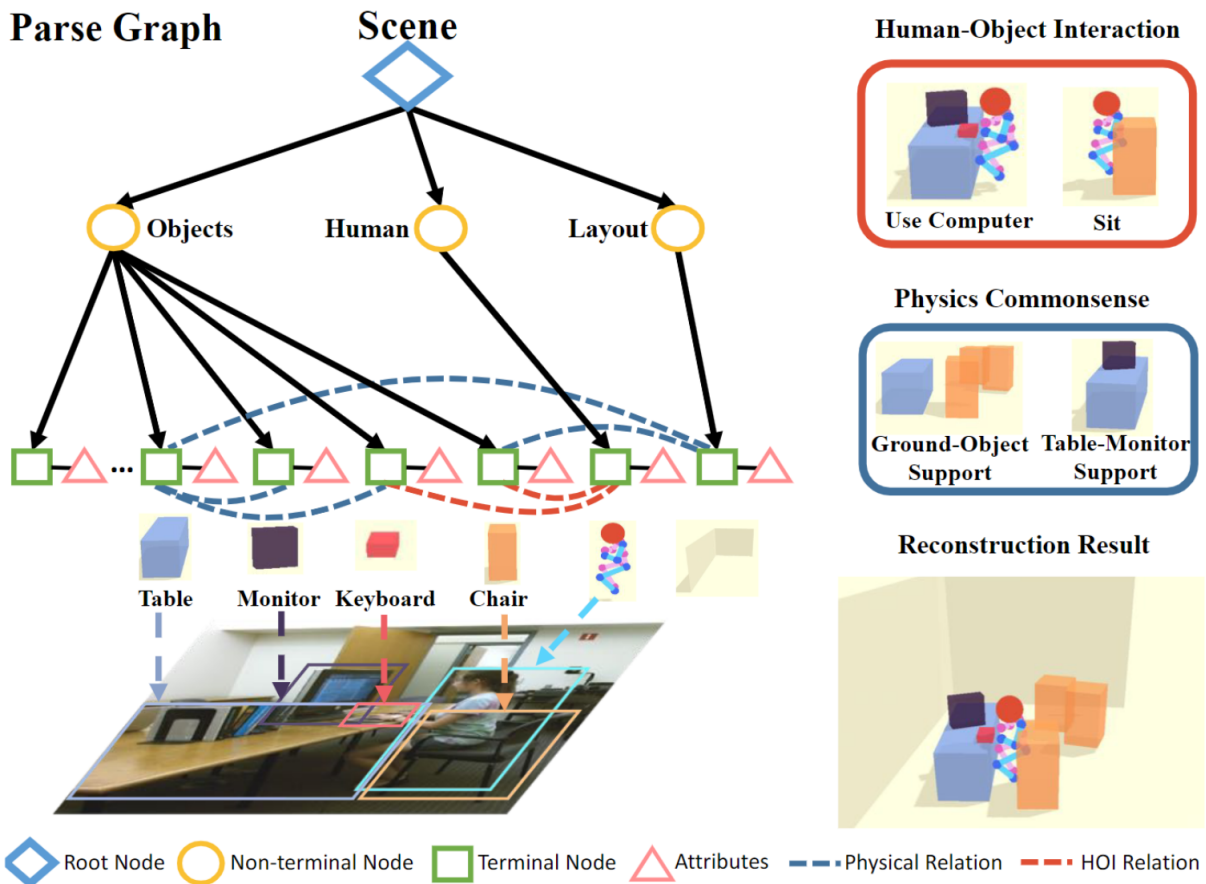 Parse Graph
Scene
Objects
Human
Layout
...
Table
Monitor
Keyboard
Chair
Human-Object Interaction
Use Computer
Sit
Physics Commonsense
Ground-Object
Support
Table-Monitor
Support
Reconstruction Result
Root Node
Non-terminal Node
Terminal Node
Attributes
Physical Relation
HOI Relation